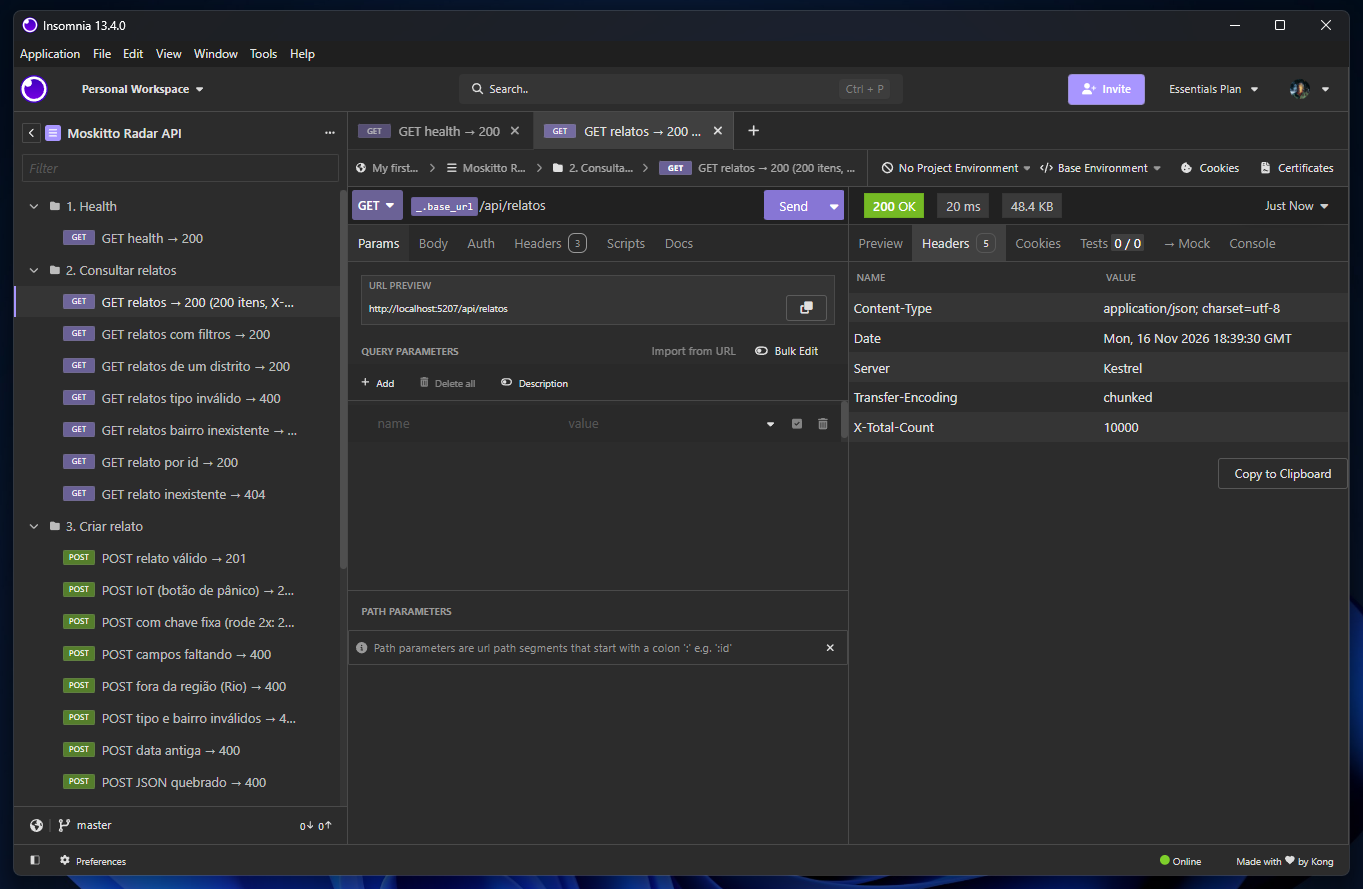 Insomnia 13.4.0
Application File Edit View Window Tools Help
Personal Workspace
Search..
Ctrl + P
Invite
Essentials Plan
Moskitto Radar API
Filter
1. Health
GET GET health → 200
2. Consultar relatos
GET GET relatos → 200 (200 itens, X-...
GET GET relatos com filtros → 200
GET GET relatos de um distrito → 200
GET GET relatos tipo inválido → 400
GET GET relatos bairro inexistente → ...
GET GET relato por id → 200
GET GET relato inexistente → 404
3. Criar relato
POST POST relato válido → 201
POST POST IoT (botão de pânico) → 2...
POST POST com chave fixa (rode 2x: 2...
POST POST campos faltando → 400
POST POST fora da região (Rio) → 400
POST POST tipo e bairro inválidos → 4...
POST POST data antiga → 400
POST POST JSON quebrado → 400
master
0↓ 0↑
GET GET health → 200
GET GET relatos → 200 ...
My first... Moskitto R... 2. Consulta... GET GET relatos → 200 (200 itens, ...
No Project Environment
Base Environment
Cookies
Certificates
GET _.base_url/api/relatos
Send
Params Body Auth Headers 3 Scripts Docs
URL PREVIEW
http://localhost:5207/api/relatos
QUERY PARAMETERS
Import from URL
Bulk Edit
Add
Delete all
Description
name value
PATH PARAMETERS
Path parameters are url path segments that start with a colon ':' e.g. ':id'
200 OK 20 ms 48.4 KB
Just Now
Preview Headers 5 Cookies Tests 0 / 0 → Mock Console
NAME VALUE
Content-Type application/json; charset=utf-8
Date Mon, 16 Nov 2026 18:39:30 GMT
Server Kestrel
Transfer-Encoding chunked
X-Total-Count 10000
Copy to Clipboard
Preferences
Online
Made with ♥ by Kong